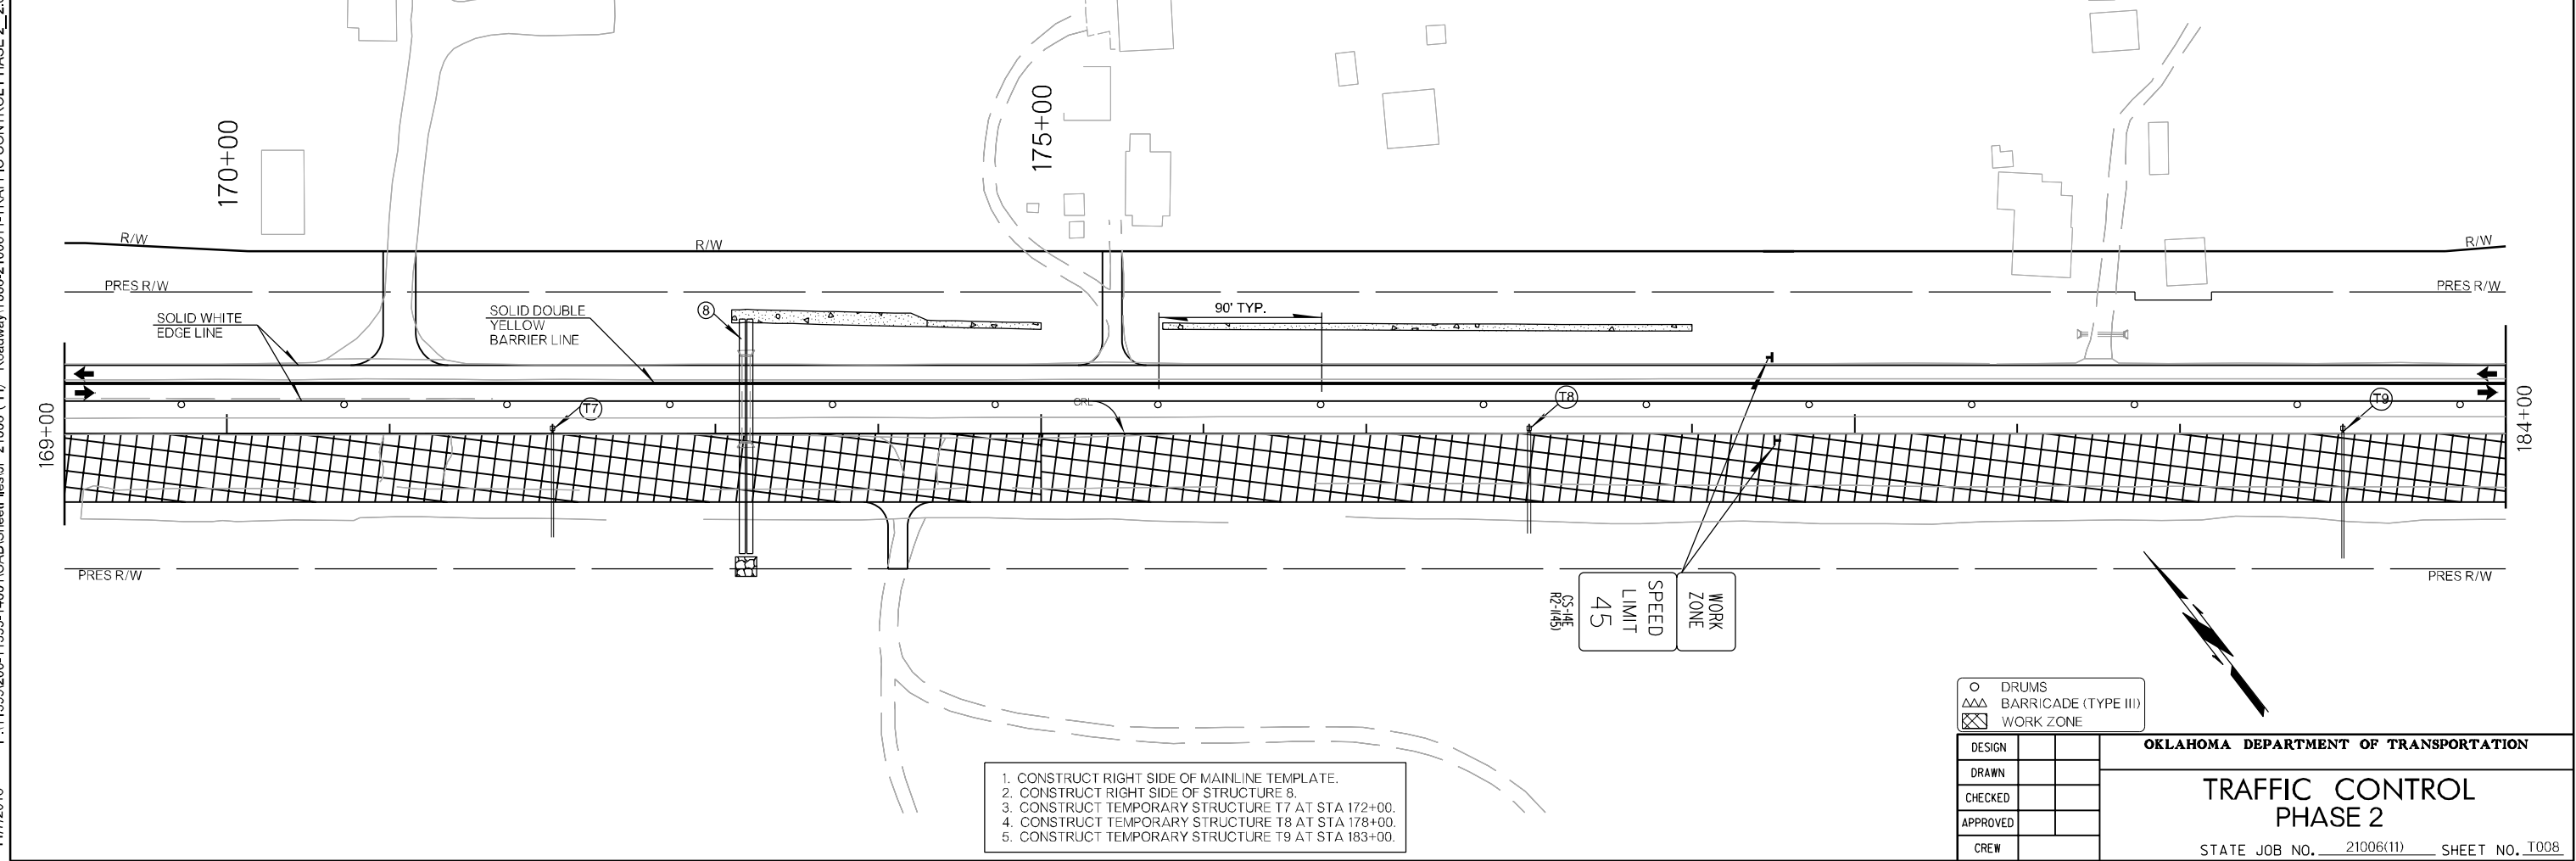 170+00
175+00
R/W
R/W
R/W
PRES R/W
PRES R/W
SOLID WHITE
EDGE LINE
SOLID DOUBLE
YELLOW
BARRIER LINE
8
90' TYP.
169+00
184+00
T7
CRL
T8
T9
PRES R/W
PRES R/W
WORK
ZONE
SPEED
LIMIT
45
CS-14E
R2-1(45)
DRUMS
BARRICADE (TYPE III)
WORK ZONE
1. CONSTRUCT RIGHT SIDE OF MAINLINE TEMPLATE.
2. CONSTRUCT RIGHT SIDE OF STRUCTURE 8.
3. CONSTRUCT TEMPORARY STRUCTURE T7 AT STA 172+00.
4. CONSTRUCT TEMPORARY STRUCTURE T8 AT STA 178+00.
5. CONSTRUCT TEMPORARY STRUCTURE T9 AT STA 183+00.
DESIGN
DRAWN
CHECKED
APPROVED
CREW
OKLAHOMA DEPARTMENT OF TRANSPORTATION
TRAFFIC CONTROL
PHASE 2
STATE JOB NO. 21006(11) SHEET NO. T008